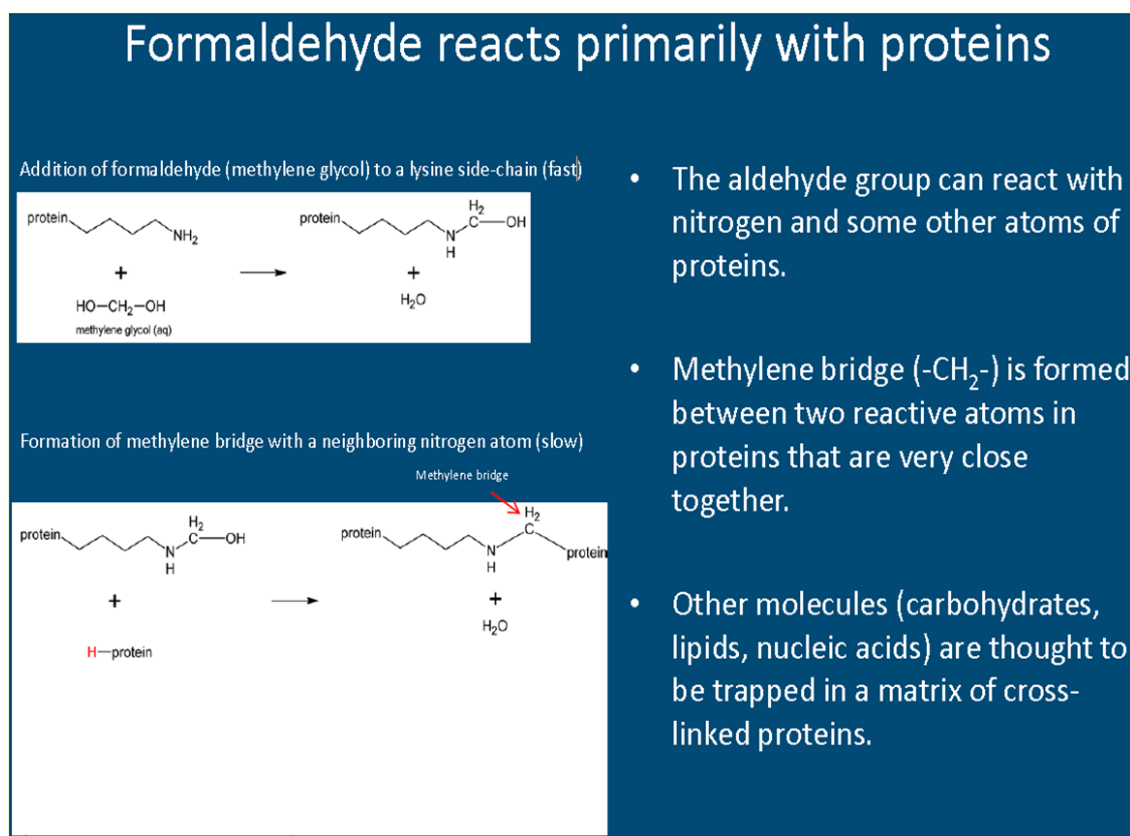 Formaldehyde reacts primarily with proteins
Addition of formaldehyde (methylene glycol) to a lysine side-chain (fast)
protein
NH2
+
HO—CH2—OH
methylene glycol (aq)
protein
H2
C—OH
N
H
+
H2O
Formation of methylene bridge with a neighboring nitrogen atom (slow)
Methylene bridge
protein
H2
C—OH
N
H
+
H—protein
protein
H2
C
N
H
protein
+
H2O
• The aldehyde group can react with
nitrogen and some other atoms of
proteins.
• Methylene bridge (-CH2-) is formed
between two reactive atoms in
proteins that are very close
together.
• Other molecules (carbohydrates,
lipids, nucleic acids) are thought to
be trapped in a matrix of cross-
linked proteins.